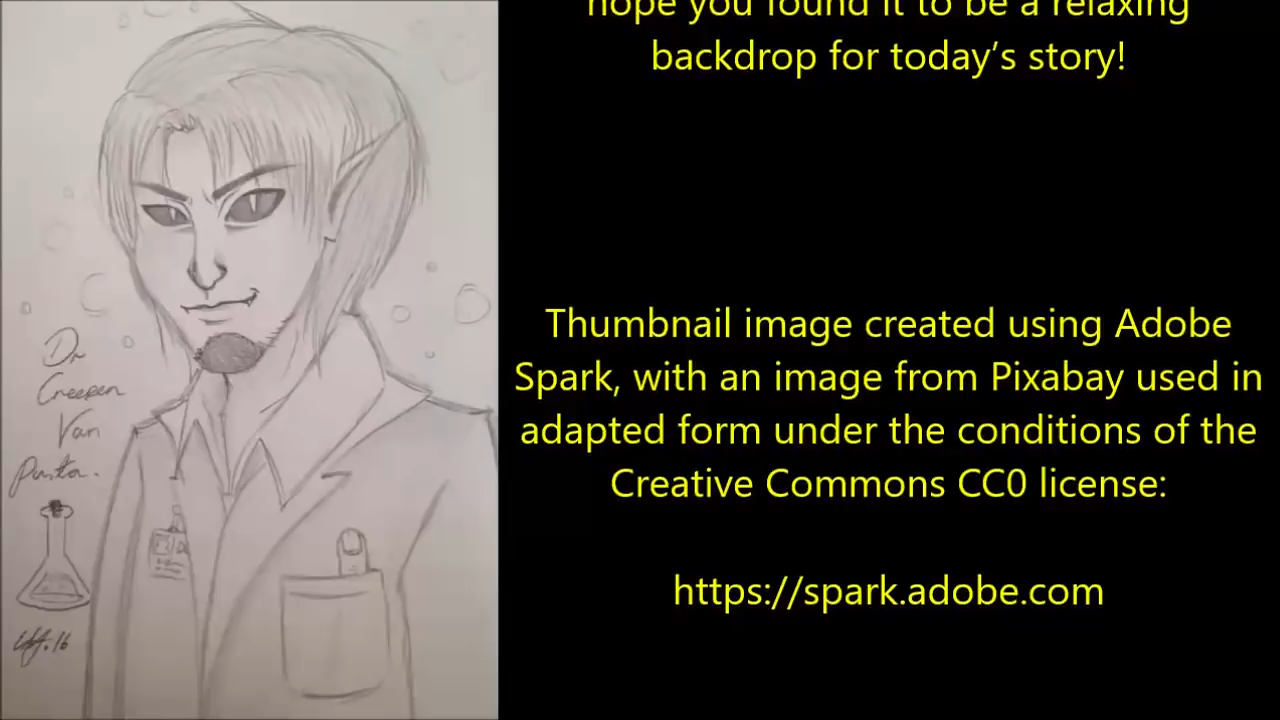 Dr
Creepen
Van
Pasta.
hope you found it to be a relaxing
backdrop for today's story!
Thumbnail image created using Adobe
Spark, with an image from Pixabay used in
adapted form under the conditions of the
Creative Commons CC0 license:
https://spark.adobe.com